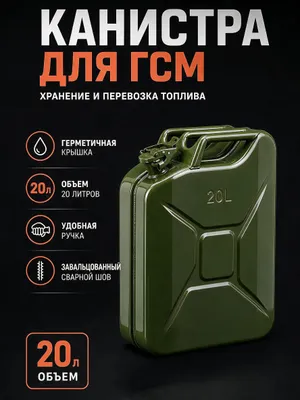 КАНИСТРА
ДЛЯ ГСМ
ХРАНЕНИЕ И ПЕРЕВОЗКА ТОПЛИВА
ГЕРМЕТИЧНАЯ
КРЫШКА
20л
ОБЪЕМ
20 ЛИТРОВ
УДОБНАЯ
РУЧКА
ЗАВАЛЬЦОВАННЫЙ
СВАРНОЙ ШОВ
20L
20л
ОБЪЕМ